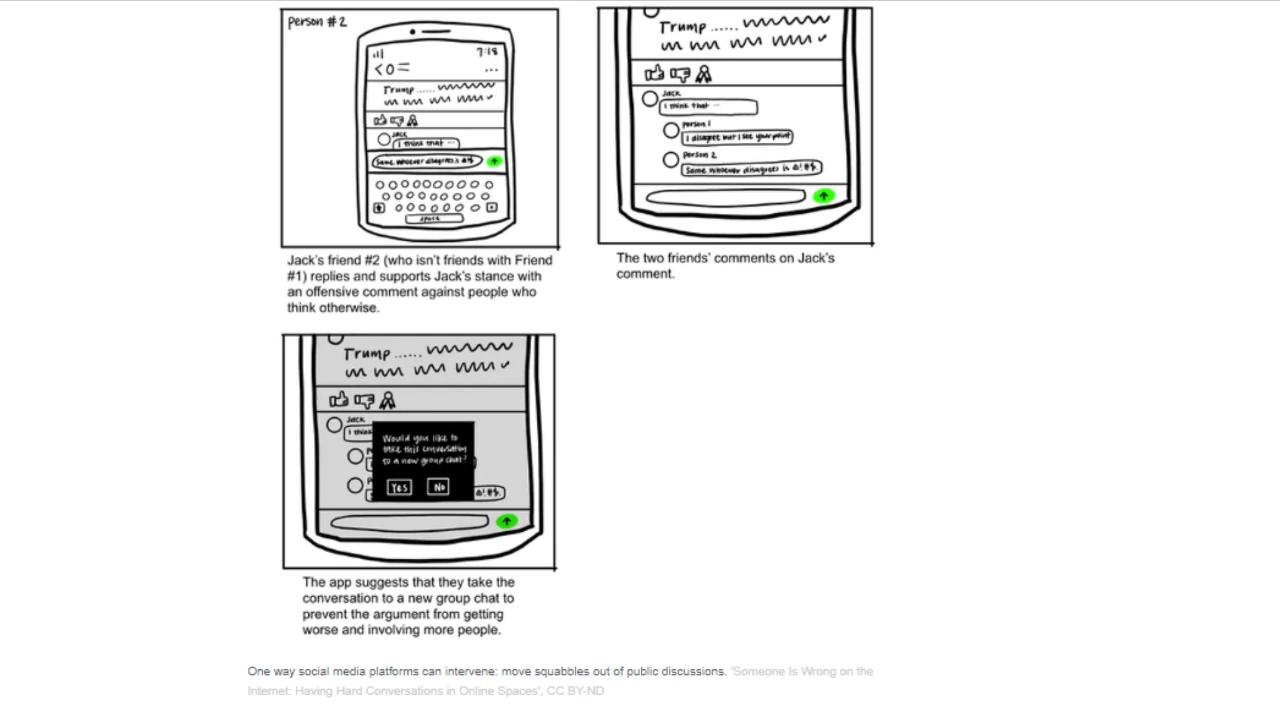 Person #2
7:18
<O=
...
Trump ......
Jack
I think that ...
Same whoever disagrees is
space
Jack's friend #2 (who isn't friends with Friend
#1) replies and supports Jack's stance with
an offensive comment against people who
think otherwise.
Trump ......
Jack
I think that ...
Person 1
I disagree but I see your point
Person 2
Same whoever disagrees is @!#$.
The two friends' comments on Jack's
comment.
Trump ......
Jack
I think
P
P
@!#$.
Would you like to
take this conversation
to a new group chat?
YES
NO
The app suggests that they take the
conversation to a new group chat to
prevent the argument from getting
worse and involving more people.
One way social media platforms can intervene: move squabbles out of public discussions. 'Someone Is Wrong on the
Internet: Having Hard Conversations in Online Spaces', CC BY-ND